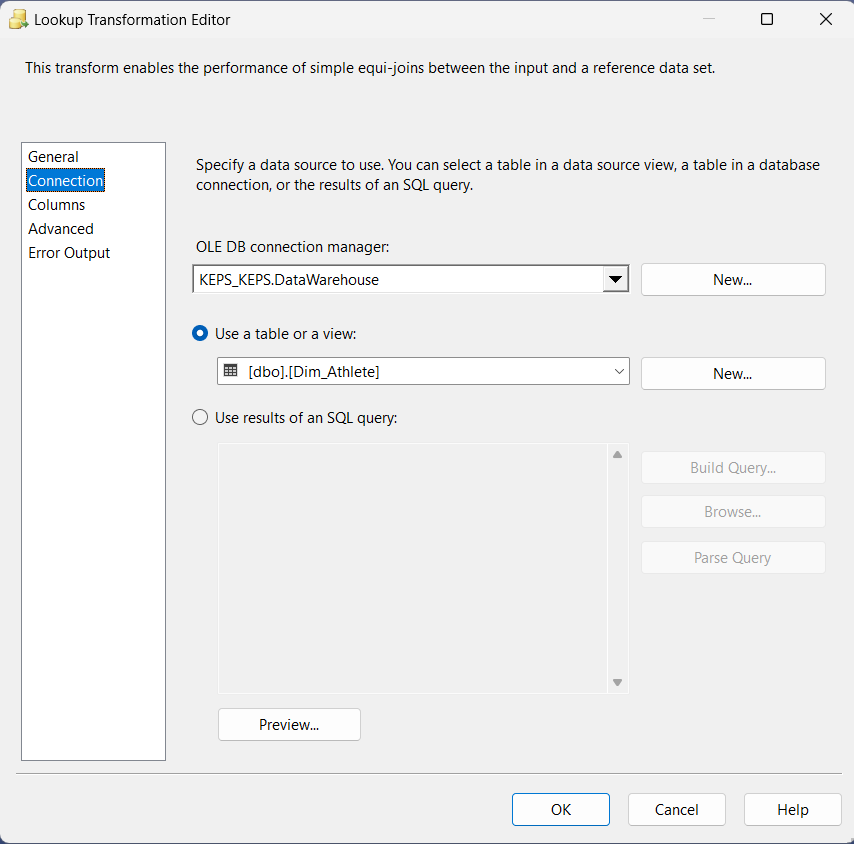 Lookup Transformation Editor
This transform enables the performance of simple equi-joins between the input and a reference data set.
General
Connection
Columns
Advanced
Error Output
Specify a data source to use. You can select a table in a data source view, a table in a database
connection, or the results of an SQL query.
OLE DB connection manager:
KEPS_KEPS.DataWarehouse
New...
Use a table or a view:
[dbo].[Dim_Athlete]
New...
Use results of an SQL query:
Build Query...
Browse...
Parse Query
Preview...
OK
Cancel
Help